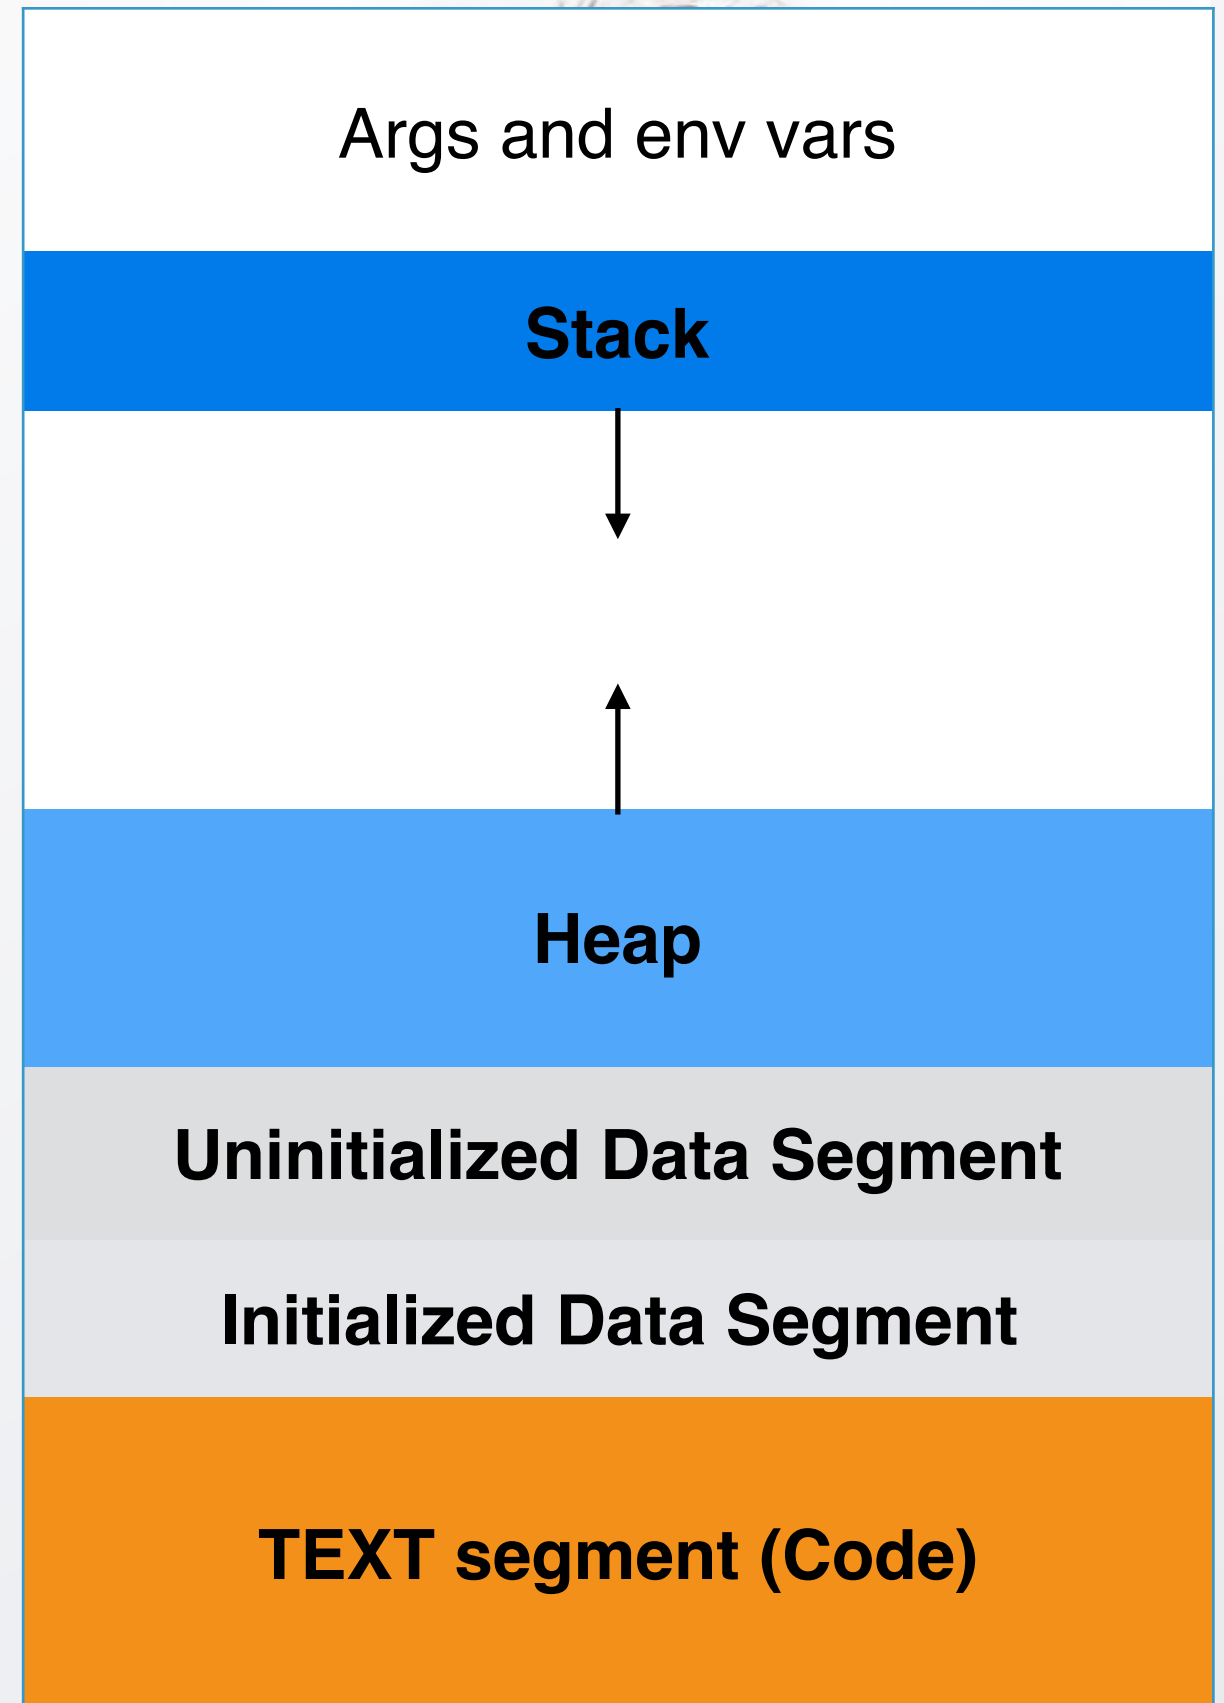 Args and env vars
Stack
Heap
Uninitialized Data Segment
Initialized Data Segment
TEXT segment (Code)